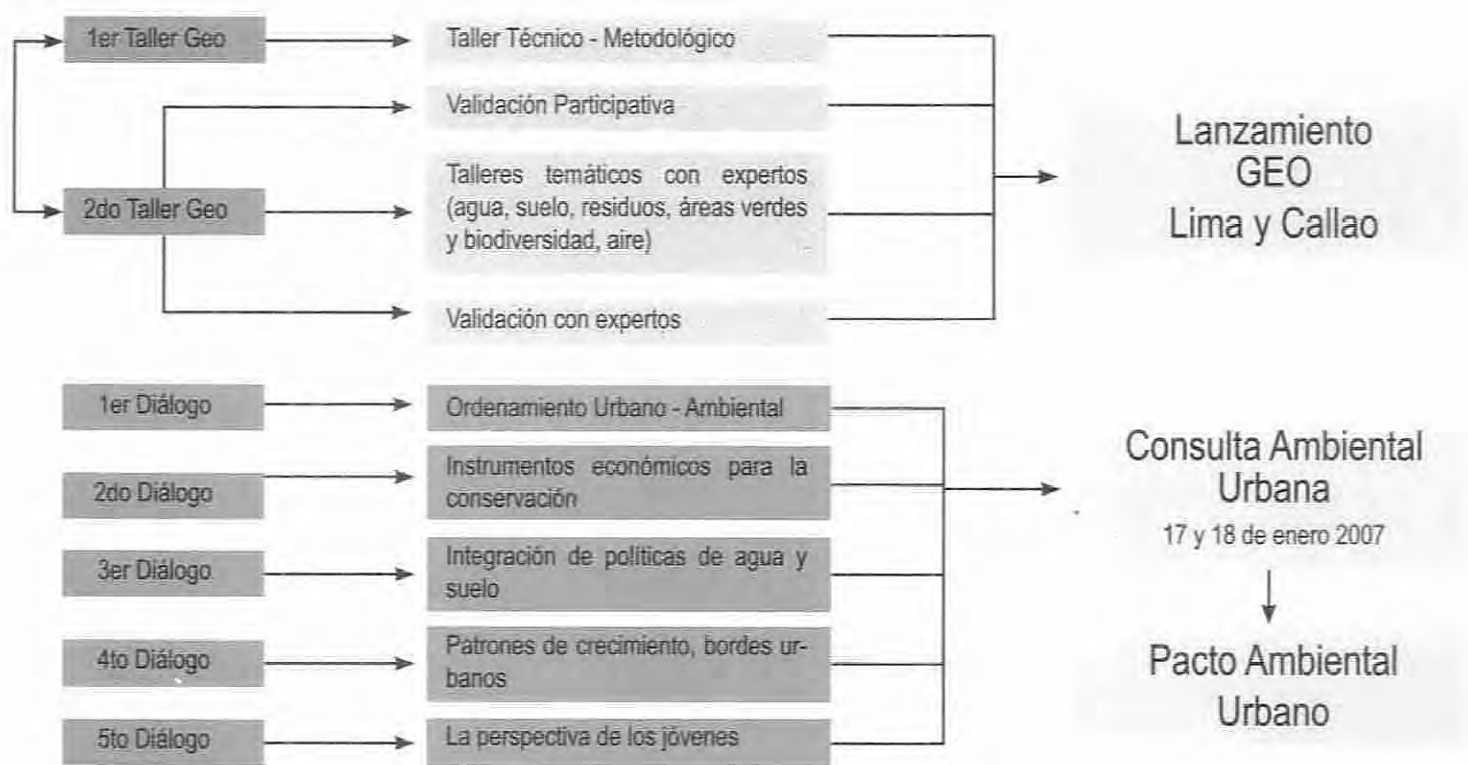 1er Taller Geo
Taller Técnico - Metodológico
Validación Participativa
2do Taller Geo
Talleres temáticos con expertos
(agua, suelo, residuos, áreas verdes
y biodiversidad, aire)
Validación con expertos
Lanzamiento
GEO
Lima y Callao
1er Diálogo
Ordenamiento Urbano - Ambiental
2do Diálogo
Instrumentos económicos para la
conservación
3er Diálogo
Integración de políticas de agua y
suelo
4to Diálogo
Patrones de crecimiento, bordes ur-
banos
5to Diálogo
La perspectiva de los jóvenes
Consulta Ambiental
Urbana
17 y 18 de enero 2007
Pacto Ambiental
Urbano